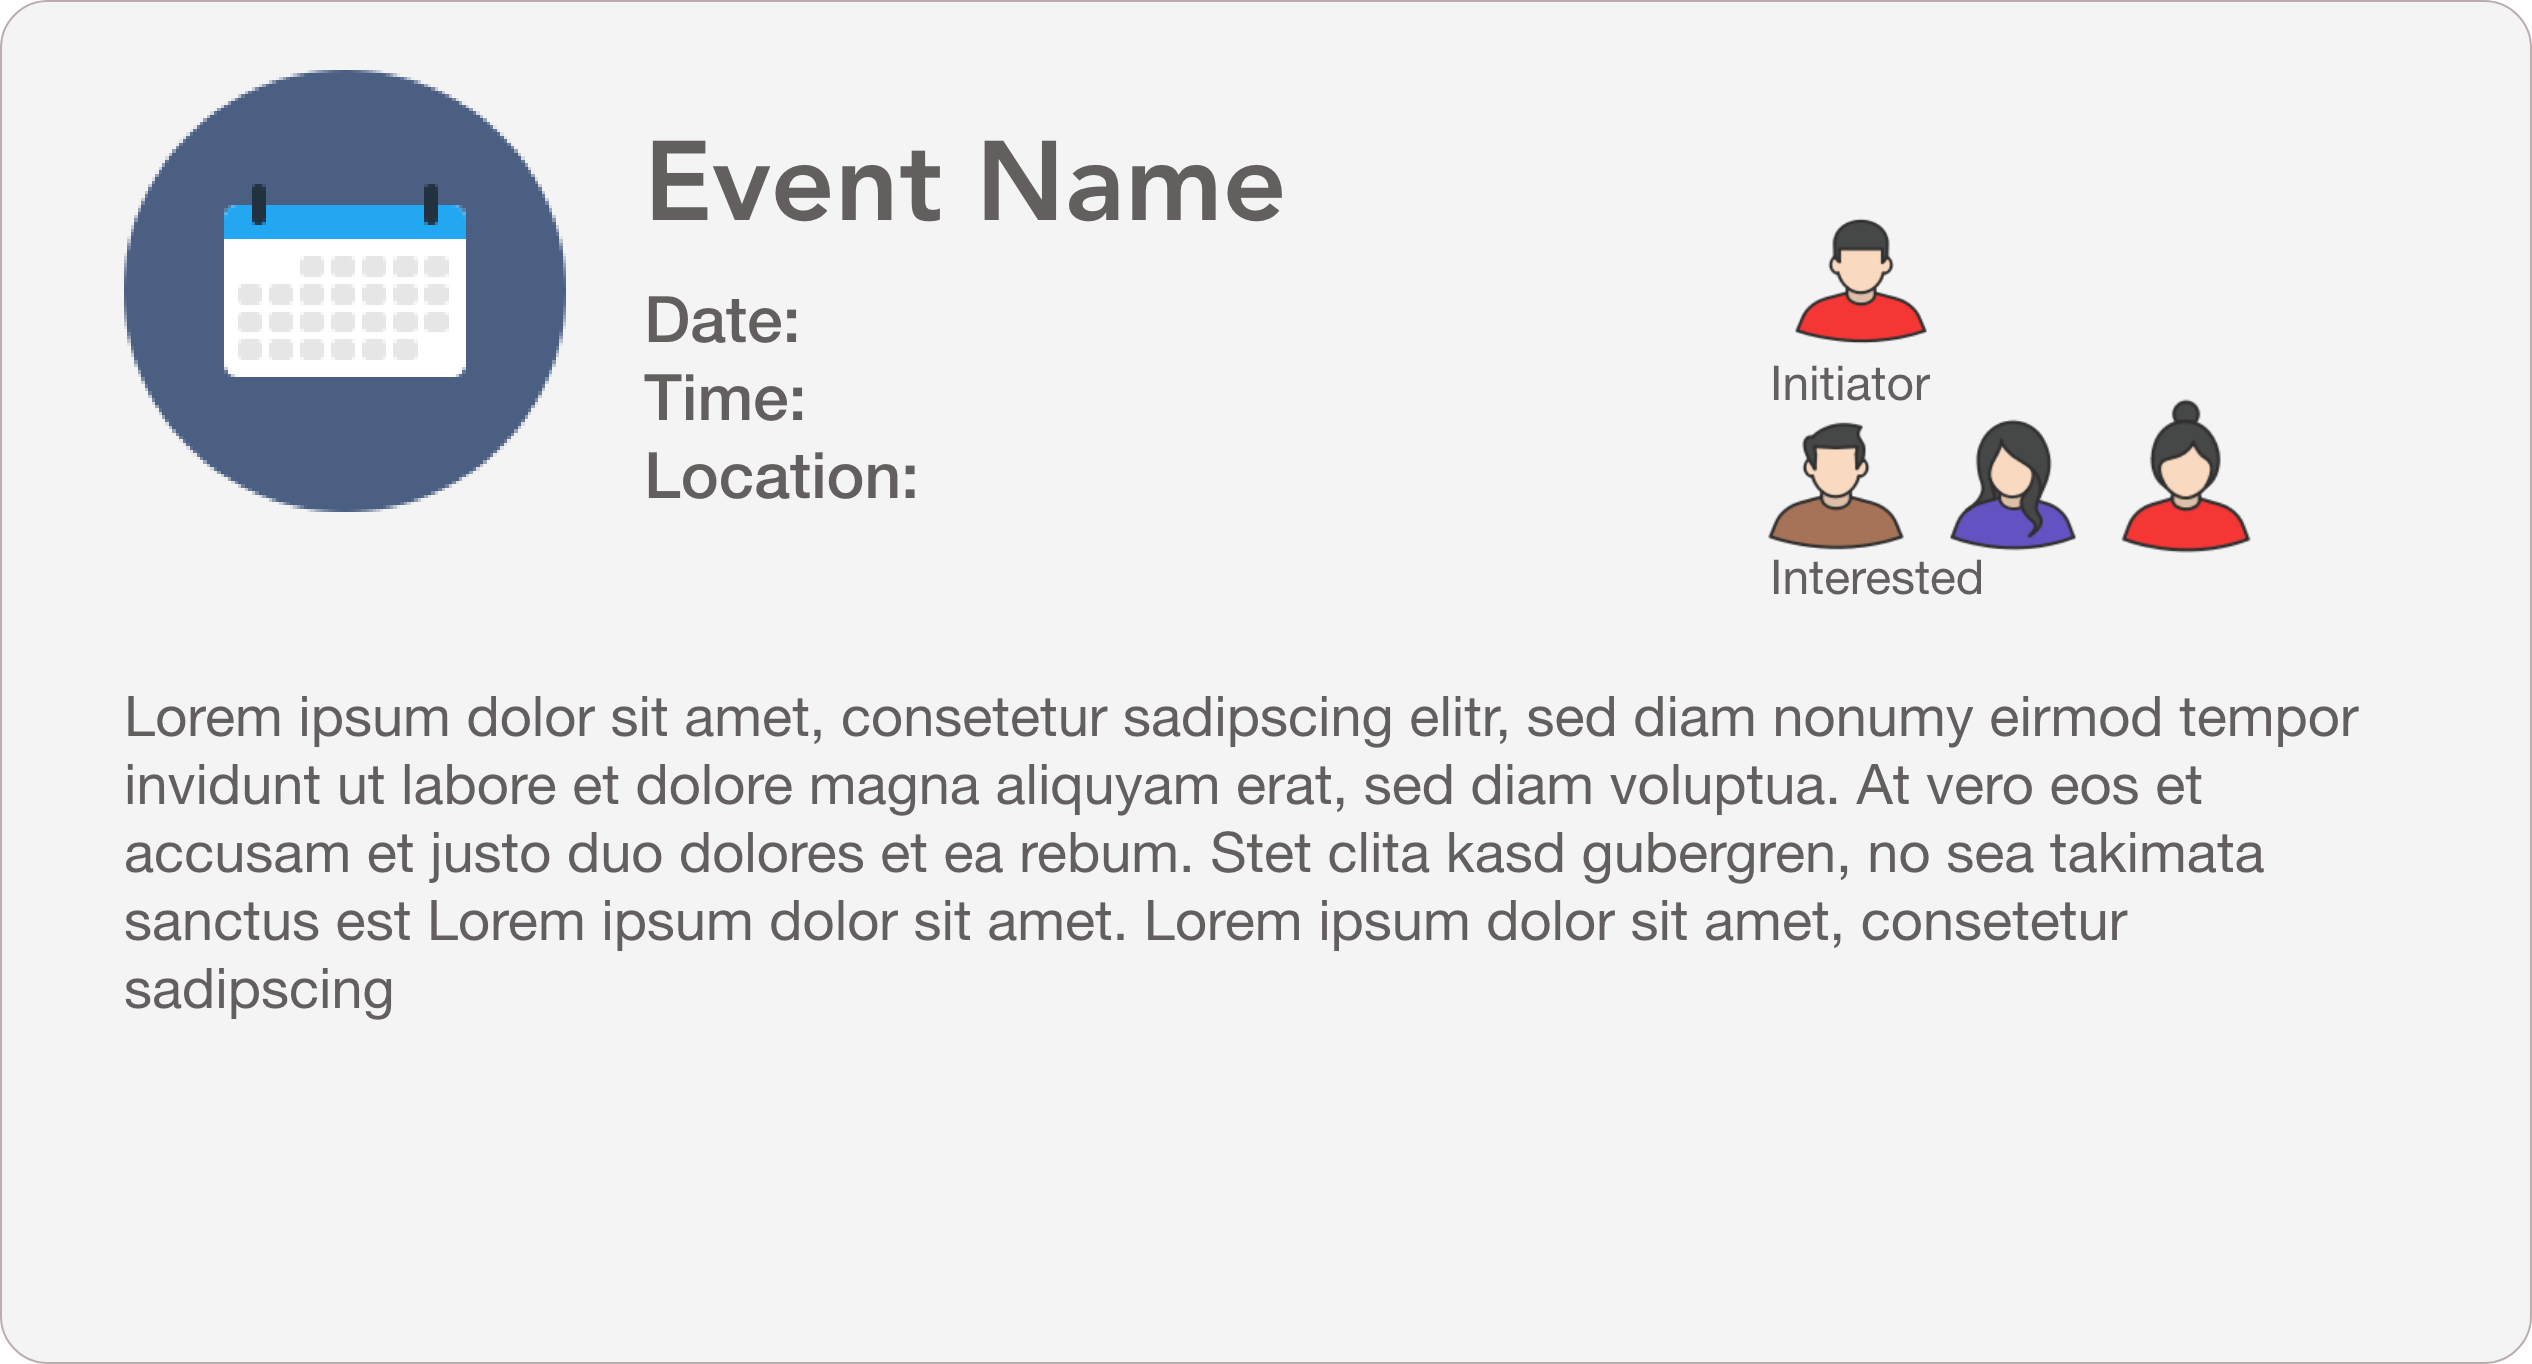 Event Name
Date:
Time:
Location:
Initiator
Interested
Lorem ipsum dolor sit amet, consetetur sadipscing elitr, sed diam nonumy eirmod tempor
invidunt ut labore et dolore magna aliquyam erat, sed diam voluptua. At vero eos et
accusam et justo duo dolores et ea rebum. Stet clita kasd gubergren, no sea takimata
sanctus est Lorem ipsum dolor sit amet. Lorem ipsum dolor sit amet, consetetur
sadipscing